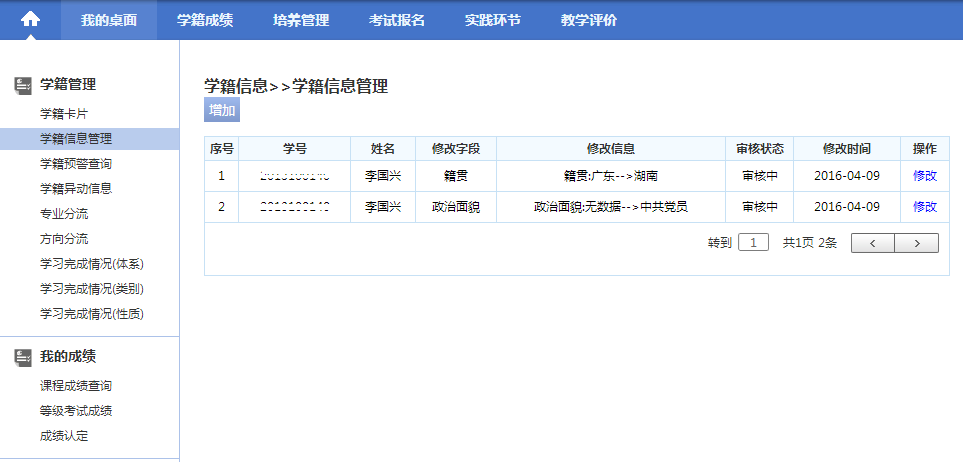 我的桌面 学籍成绩 培养管理 考试报名 实践环节 教学评价
学籍管理
学籍卡片
学籍信息管理
学籍预警查询
学籍异动信息
专业分流
方向分流
学习完成情况(体系)
学习完成情况(类别)
学习完成情况(性质)
我的成绩
课程成绩查询
等级考试成绩
成绩认定
学籍信息>>学籍信息管理
增加
序号 学号 姓名 修改字段 修改信息 审核状态 修改时间 操作
1 李国兴 籍贯 籍贯:广东-->湖南 审核中 2016-04-09 修改
2 李国兴 政治面貌 政治面貌:无数据-->中共党员 审核中 2016-04-09 修改
转到 1 共1页 2条 < >